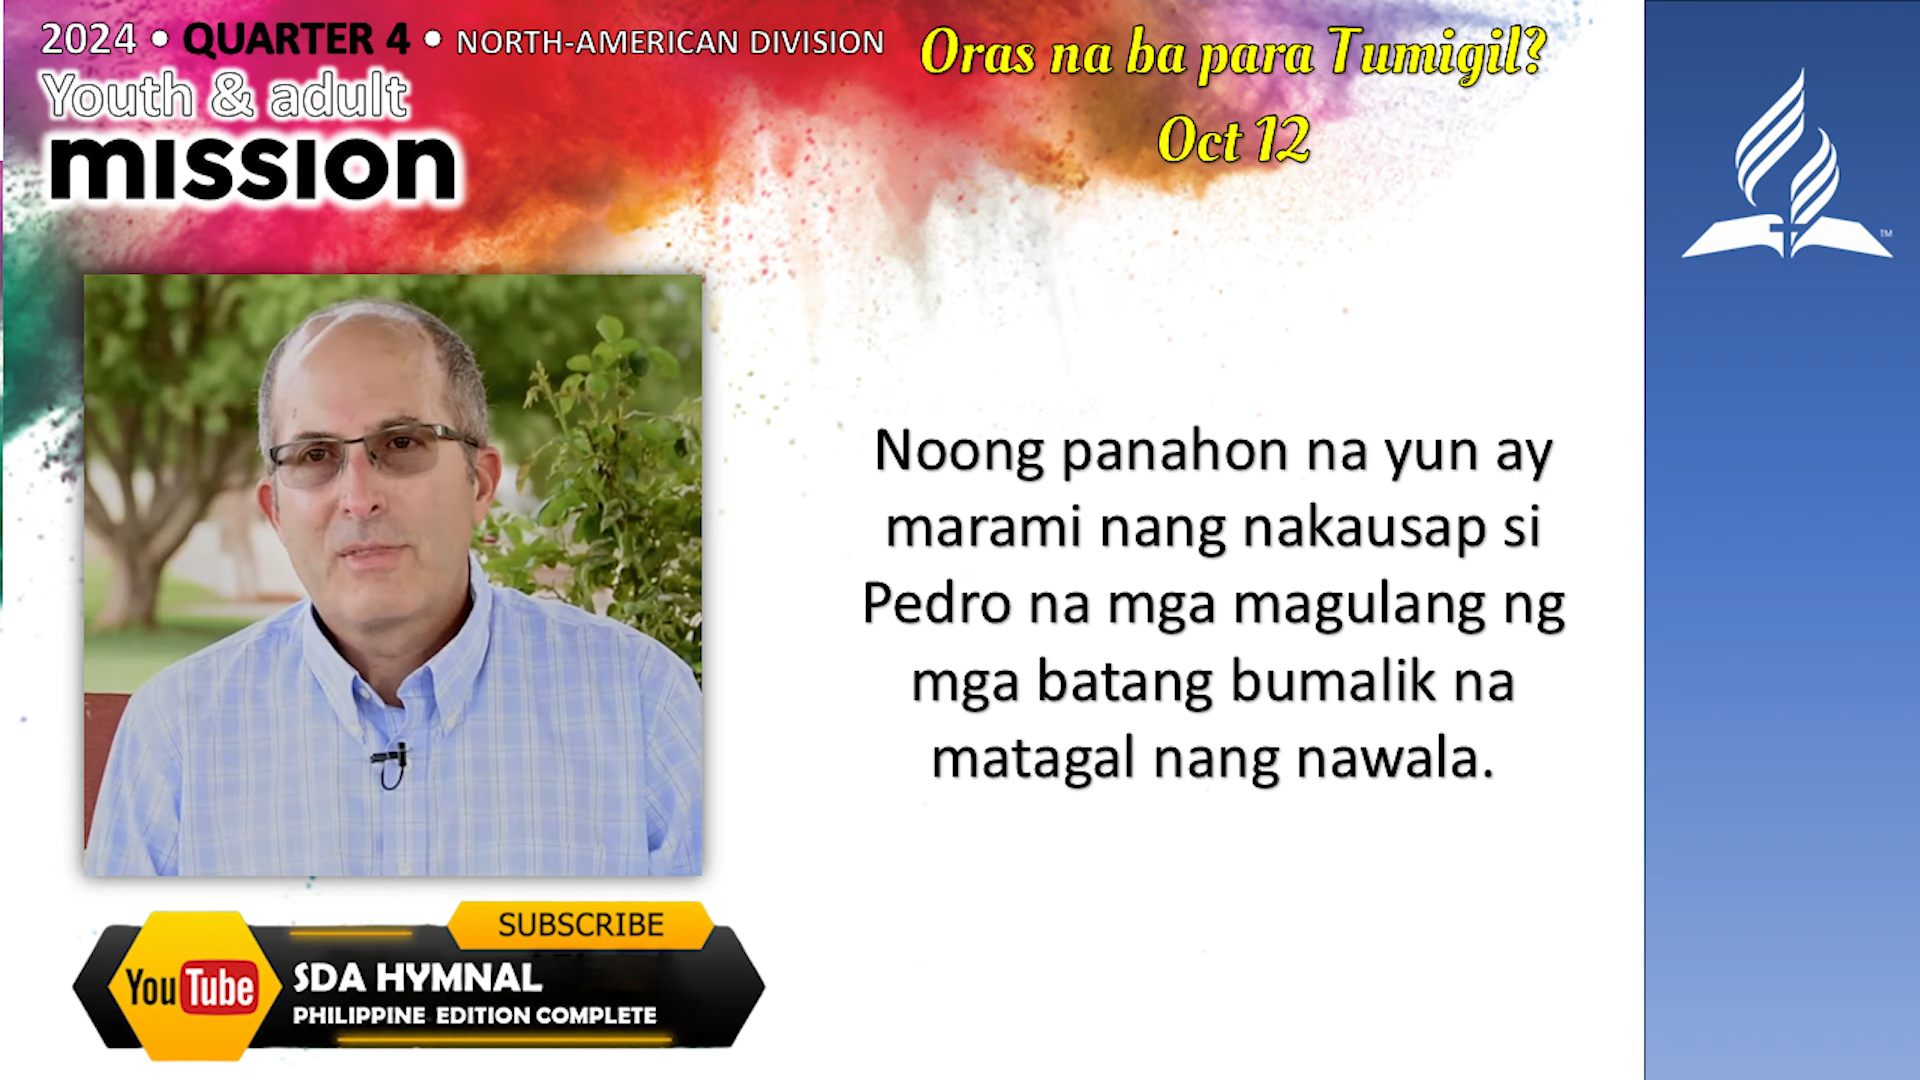 2024 • QUARTER 4 • NORTH-AMERICAN DIVISION
Youth & adult
mission
Oras na ba para Tumigil?
Oct 12
Noong panahon na yun ay
marami nang nakausap si
Pedro na mga magulang ng
mga batang bumalik na
matagal nang nawala.
SUBSCRIBE
YouTube
SDA HYMNAL
PHILIPPINE EDITION COMPLETE
TM